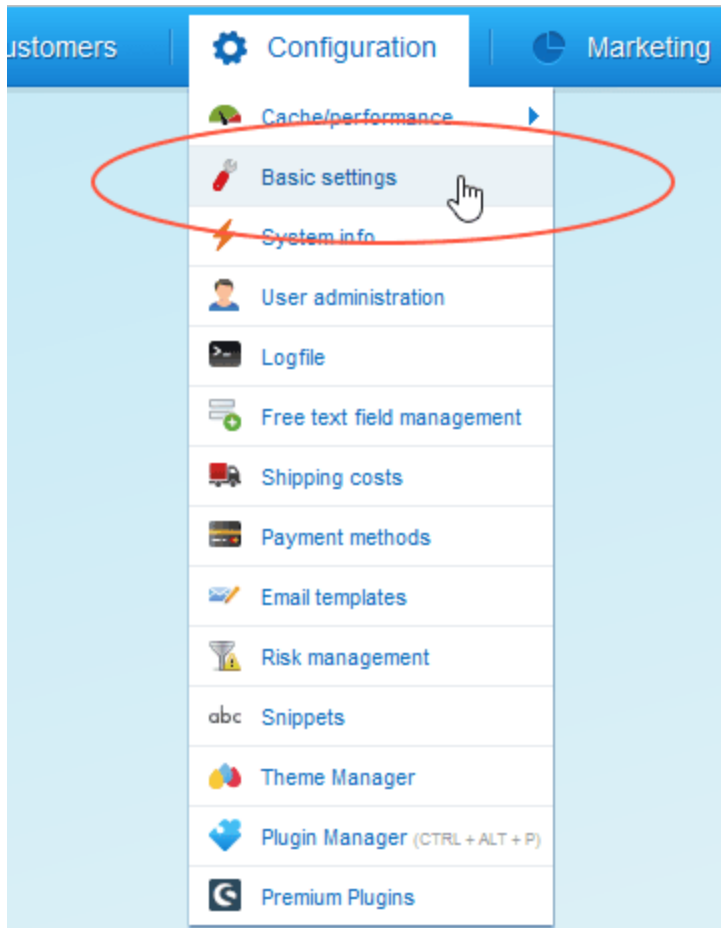 ustomers
Configuration
Marketing
Cache/performance
Basic settings
System info
User administration
>_
Logfile
Free text field management
Shipping costs
Payment methods
Email templates
Risk management
abc Snippets
Theme Manager
Plugin Manager (CTRL + ALT + P)
Premium Plugins